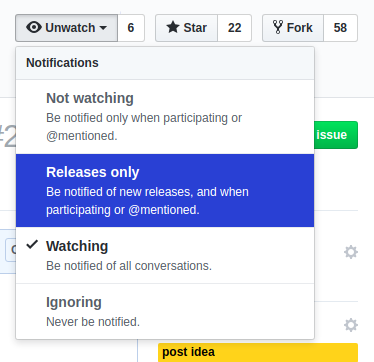 Unwatch 6 Star 22 Fork 58
Notifications
Not watching
Be notified only when participating or
@mentioned.
#2
issue
Releases only
Be notified of new releases, and when
participating or @mentioned.
Watching
Be notified of all conversations.
Ignoring
Never be notified.
post idea